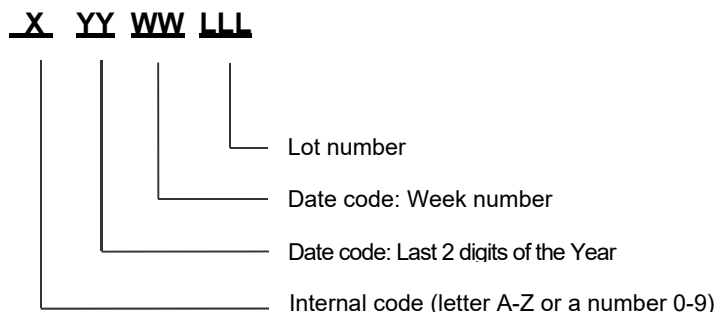 X YY WW LLL
Lot number
Date code: Week number
Date code: Last 2 digits of the Year
Internal code (letter A-Z or a number 0-9)